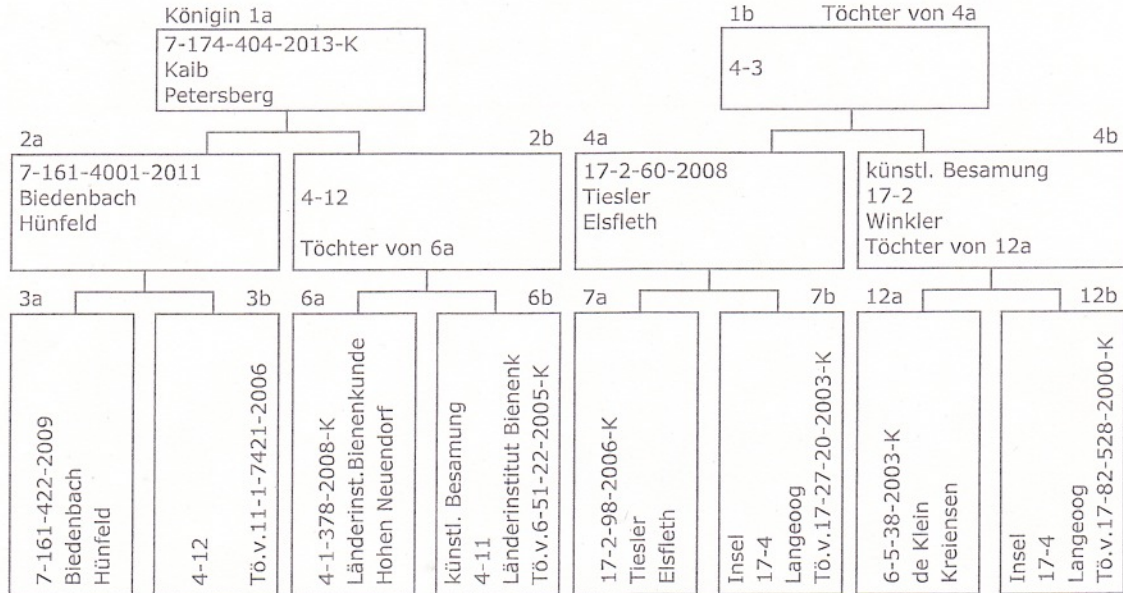 Königin 1a
7-174-404-2013-K
Kaib
Petersberg
1b Töchter von 4a
4-3
2a
7-161-4001-2011
Biedenbach
Hünfeld
2b
4-12
Töchter von 6a
4a
17-2-60-2008
Tiesler
Elsfleth
4b
künstl. Besamung
17-2
Winkler
Töchter von 12a
3a
7-161-422-2009
Biedenbach
Hünfeld
3b
4-12
Tö.v.11-1-7421-2006
6a
4-1-378-2008-K
Länderinst.Bienenkunde
Hohen Neuendorf
6b
künstl. Besamung
4-11
Länderinstitut Bienenk
Tö.v.6-51-22-2005-K
7a
17-2-98-2006-K
Tiesler
Elsfleth
7b
Insel
17-4
Langeoog
Tö.v.17-27-20-2003-K
12a
6-5-38-2003-K
de Klein
Kreiensen
12b
Insel
17-4
Langeoog
Tö.v.17-82-528-2000-K